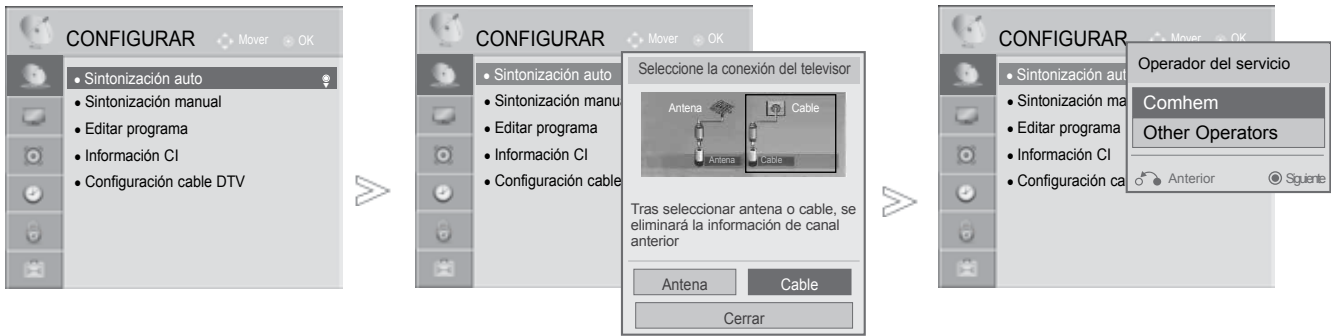 CONFIGURAR Mover OK
• Sintonización auto
• Sintonización manual
• Editar programa
• Información CI
• Configuración cable DTV
CONFIGURAR Mover OK
• Sintonización auto
• Sintonización manu
• Editar programa
• Información CI
• Configuración cable
Seleccione la conexión del televisor
Antena Cable
Antena Cable
Tras seleccionar antena o cable, se
eliminará la información de canal
anterior
Antena Cable
Cerrar
CONFIGURAR Mover OK
• Sintonización aut
• Sintonización ma
• Editar programa
• Información CI
• Configuración ca
Operador del servicio
Comhem
Other Operators
Anterior Siguiente